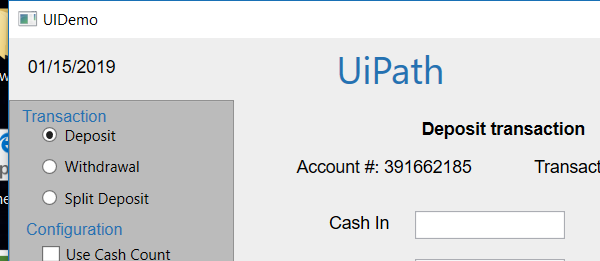 UIDemo
01/15/2019
UiPath
Transaction
Deposit
Withdrawal
Split Deposit
Configuration
Use Cash Count
Deposit transaction
Account #: 391662185
Transact
Cash In